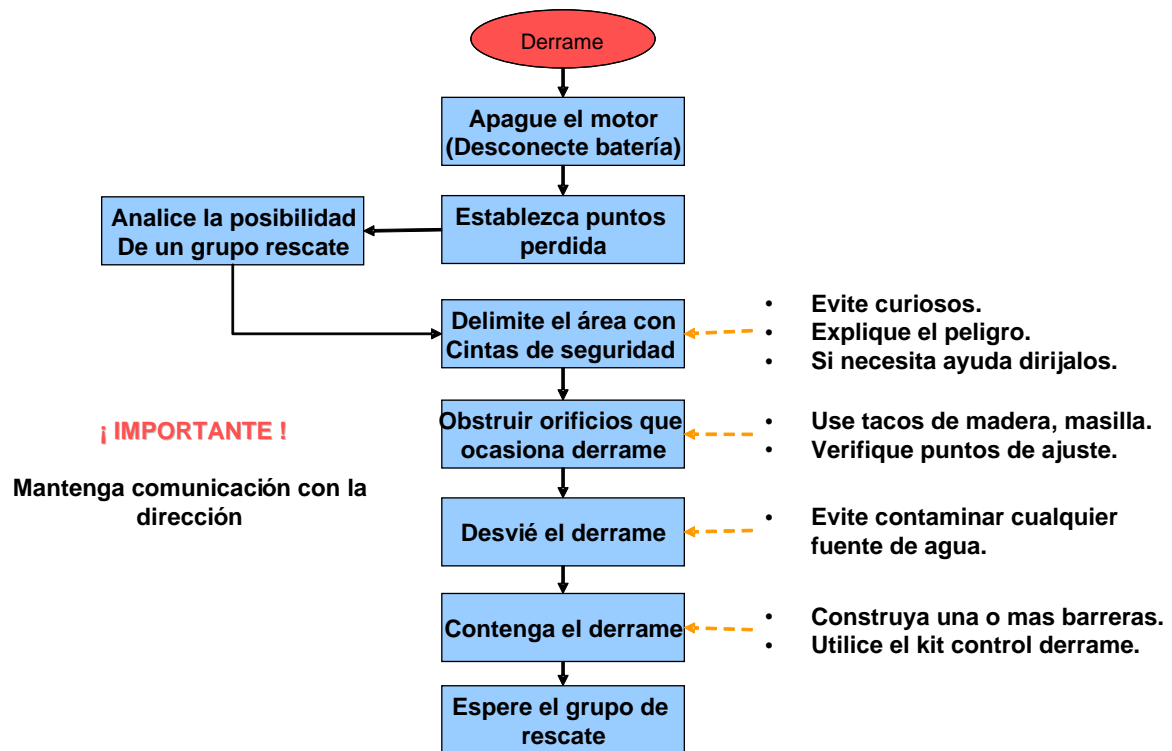 Derrame
Apague el motor
(Desconecte batería)
Establezca puntos
perdida
Analice la posibilidad
De un grupo rescate
Delimite el área con
Cintas de seguridad
• Evite curiosos.
• Explique el peligro.
• Si necesita ayuda dirijalos.
Obstruir orificios que
ocasiona derrame
• Use tacos de madera, masilla.
• Verifique puntos de ajuste.
¡ IMPORTANTE !
Mantenga comunicación con la
dirección
Desvié el derrame
• Evite contaminar cualquier
fuente de agua.
Contenga el derrame
• Construya una o mas barreras.
• Utilice el kit control derrame.
Espere el grupo de
rescate